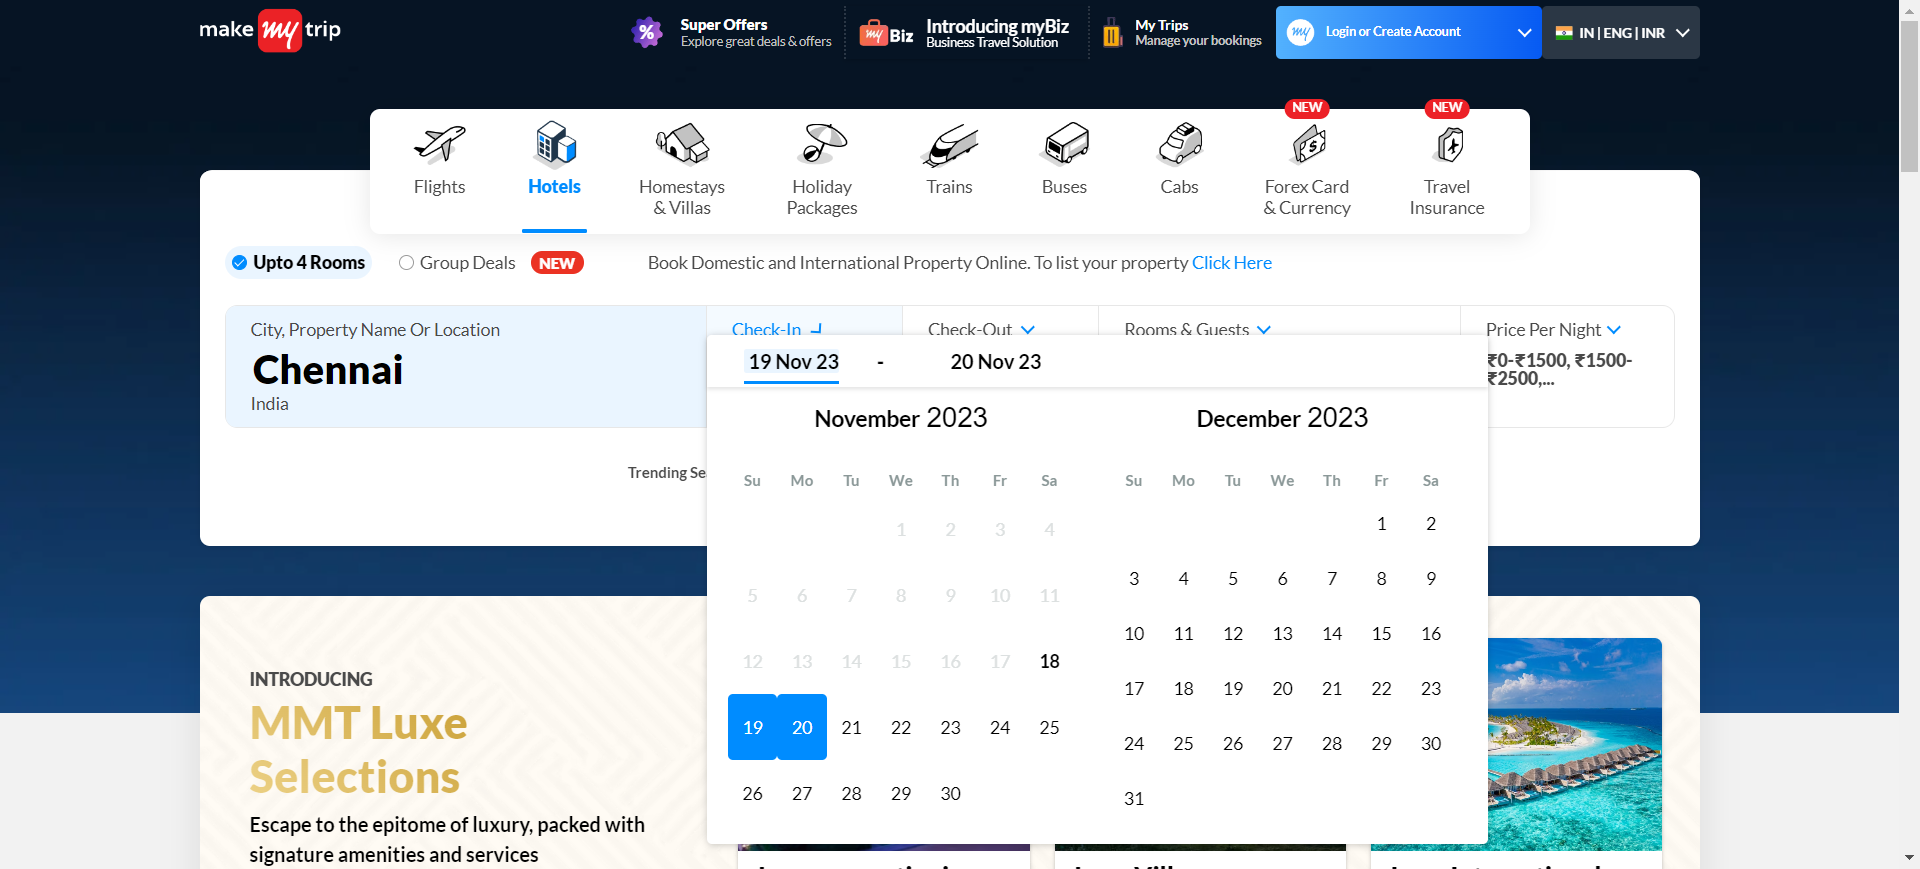 make my trip
Super Offers
Explore great deals & offers
my Biz
Introducing myBiz
Business Travel Solution
My Trips
Manage your bookings
my
Login or Create Account
IN | ENG | INR
NEW
NEW
Flights
Hotels
Homestays
& Villas
Holiday
Packages
Trains
Buses
Cabs
Forex Card
& Currency
Travel
Insurance
Upto 4 Rooms
Group Deals
NEW
Book Domestic and International Property Online. To list your property Click Here
City, Property Name Or Location
Chennai
India
Check-In
Check-Out
Rooms & Guests
Price Per Night
₹0-₹1500, ₹1500-
₹2500,...
19 Nov 23 - 20 Nov 23
Trending Se
November 2023
Su Mo Tu We Th Fr Sa
1 2 3 4
5 6 7 8 9 10 11
12 13 14 15 16 17 18
19 20 21 22 23 24 25
26 27 28 29 30
December 2023
Su Mo Tu We Th Fr Sa
1 2
3 4 5 6 7 8 9
10 11 12 13 14 15 16
17 18 19 20 21 22 23
24 25 26 27 28 29 30
31
INTRODUCING
MMT Luxe
Selections
Escape to the epitome of luxury, packed with
signature amenities and services